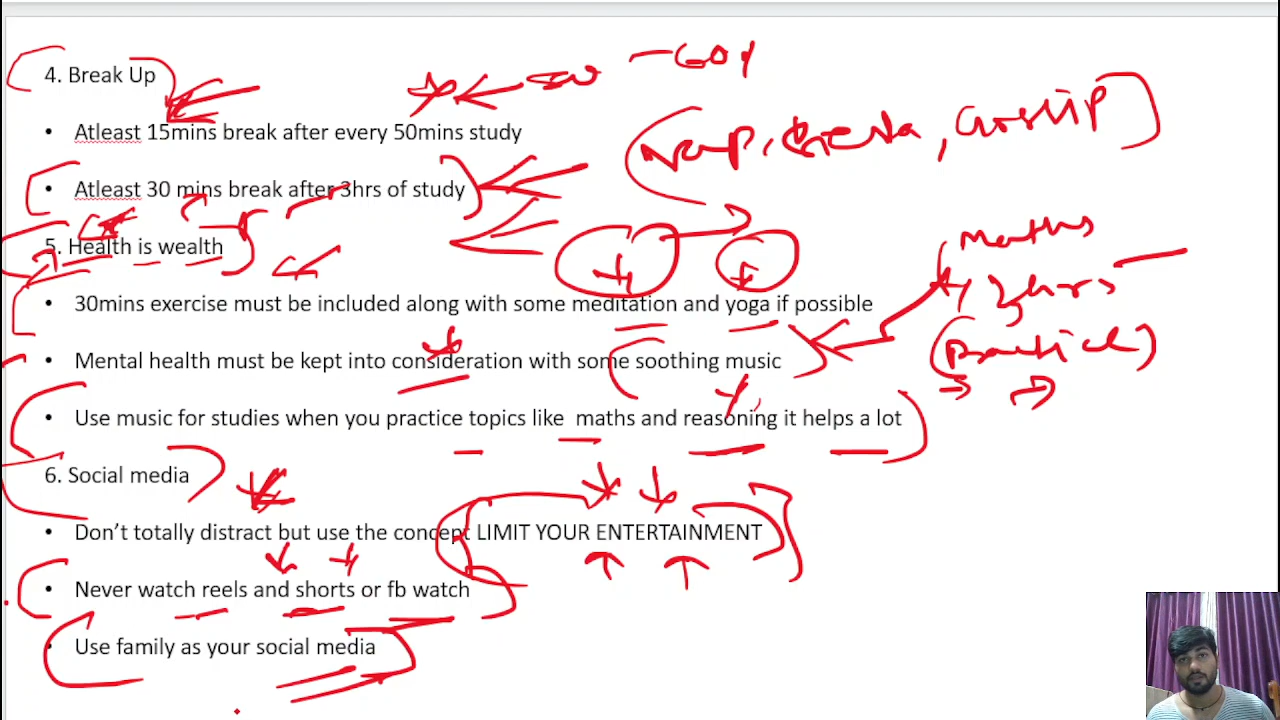 4. Break Up
• Atleast 15mins break after every 50mins study
• Atleast 30 mins break after 3hrs of study
5. Health is wealth
• 30mins exercise must be included along with some meditation and yoga if possible
• Mental health must be kept into consideration with some soothing music
• Use music for studies when you practice topics like maths and reasoning it helps a lot
6. Social media
• Don't totally distract but use the concept LIMIT YOUR ENTERTAINMENT
• Never watch reels and shorts or fb watch
• Use family as your social media
Maths